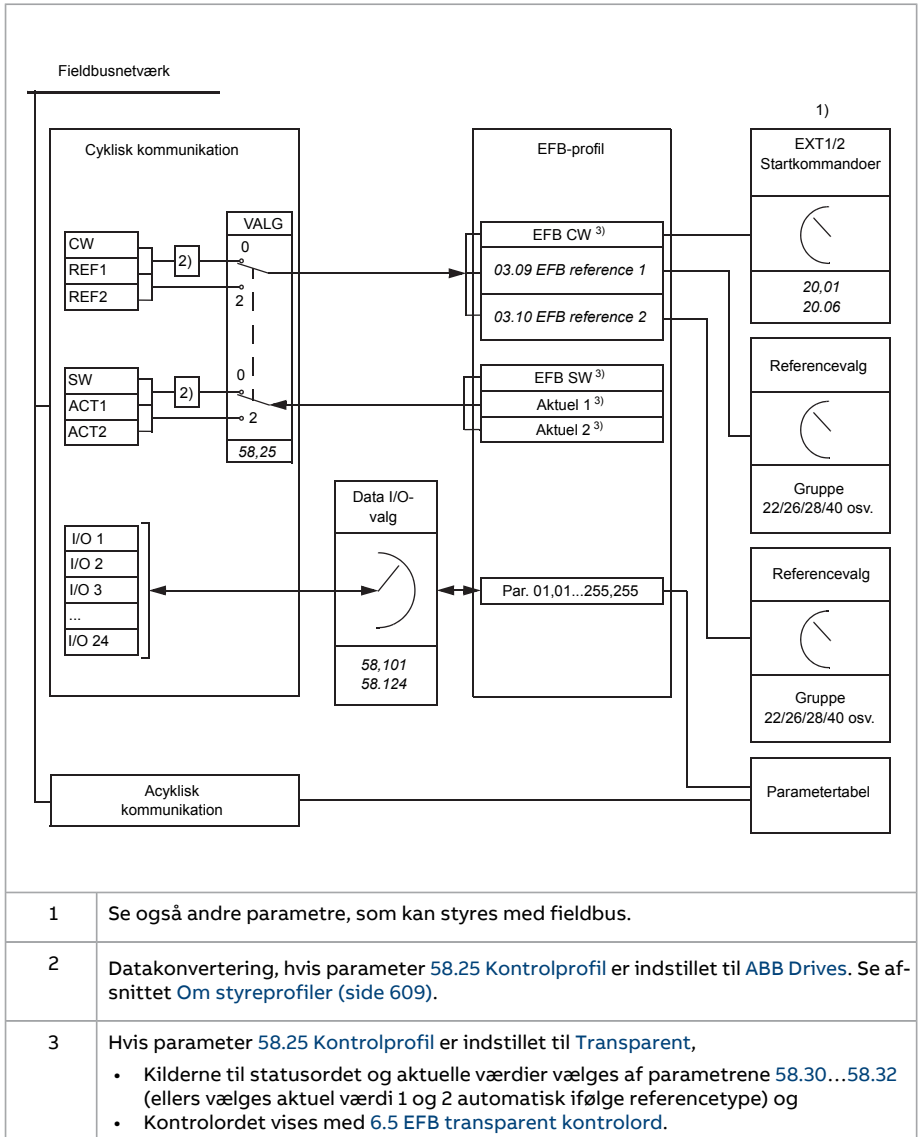 Fieldbusnetværk
1)
Cyklisk kommunikation
EFB-profil
EXT1/2
Startkommandoer
VALG
CW
REF1
REF2
2)
0
2
EFB CW 3)
03.09 EFB reference 1
03.10 EFB reference 2
20,01
20.06
SW
ACT1
ACT2
2)
0
2
58,25
EFB SW 3)
Aktuel 1 3)
Aktuel 2 3)
Referencevalg
Gruppe
22/26/28/40 osv.
Data I/O-
valg
I/O 1
I/O 2
I/O 3
...
I/O 24
58,101
58.124
Par. 01,01...255,255
Referencevalg
Gruppe
22/26/28/40 osv.
Acyklisk
kommunikation
Parametertabel
1 Se også andre parametre, som kan styres med fieldbus.
2 Datakonvertering, hvis parameter 58.25 Kontrolprofil er indstillet til ABB Drives. Se af-
snittet Om styreprofiler (side 609).
3 Hvis parameter 58.25 Kontrolprofil er indstillet til Transparent,
• Kilderne til statusordet og aktuelle værdier vælges af parametrene 58.30…58.32
(ellers vælges aktuel værdi 1 og 2 automatisk ifølge referencetype) og
• Kontrolordet vises med 6.5 EFB transparent kontrolord.